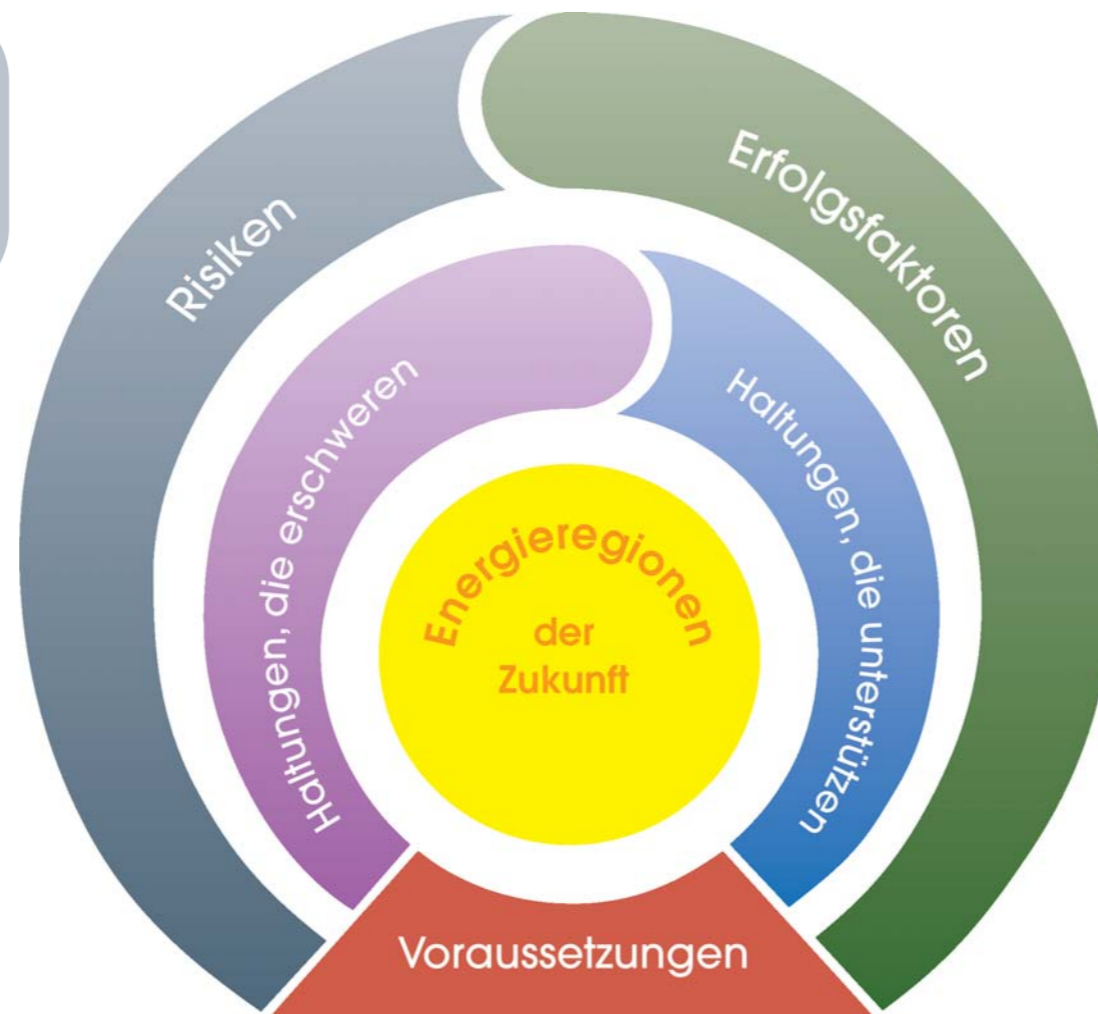 Risiken
Erfolgsfaktoren
Haltungen, die erschweren
Haltungen, die unterstützen
Energieregionen
der
Zukunft
Voraussetzungen